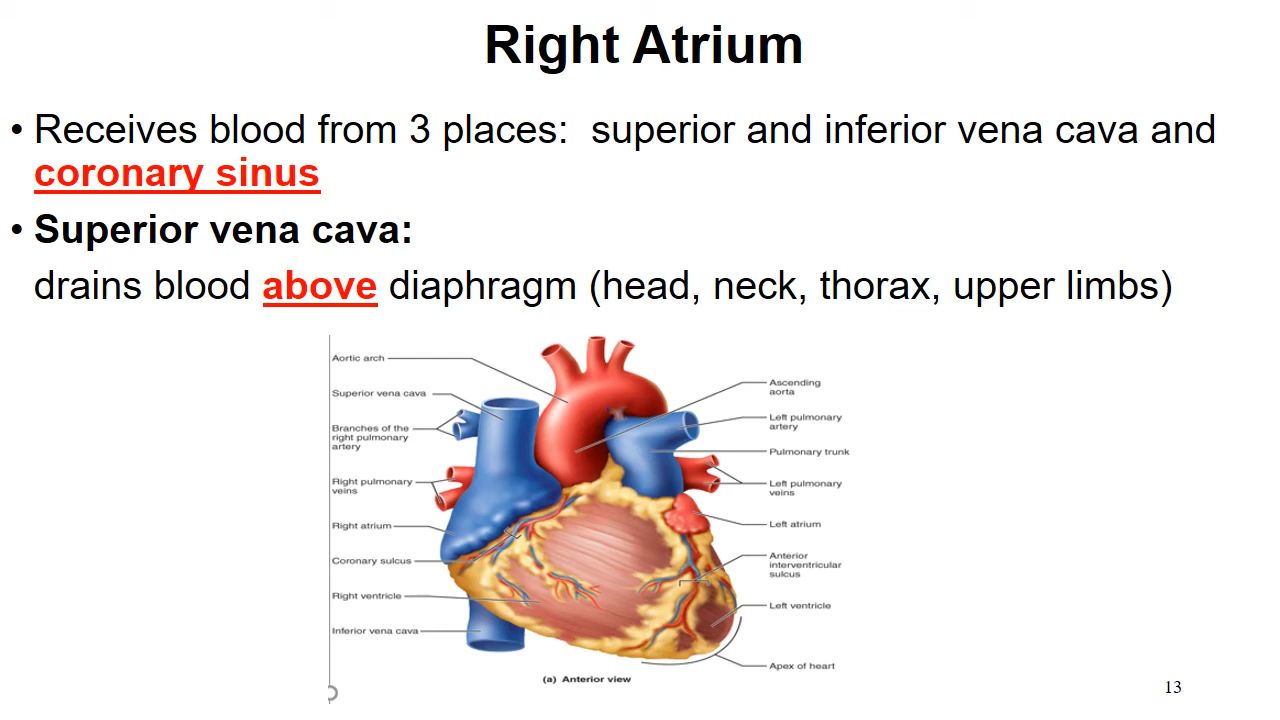 Right Atrium
• Receives blood from 3 places:  superior and inferior vena cava and
coronary sinus
• Superior vena cava:
drains blood above diaphragm (head, neck, thorax, upper limbs)
Aortic arch
Superior vena cava
Branches of the
right pulmonary
artery
Right pulmonary
veins
Right atrium
Coronary sulcus
Right ventricle
Inferior vena cava
Ascending
aorta
Left pulmonary
artery
Pulmonary trunk
Left pulmonary
veins
Left atrium
Anterior
interventricular
sulcus
Left ventricle
Apex of heart
(a) Anterior view
13